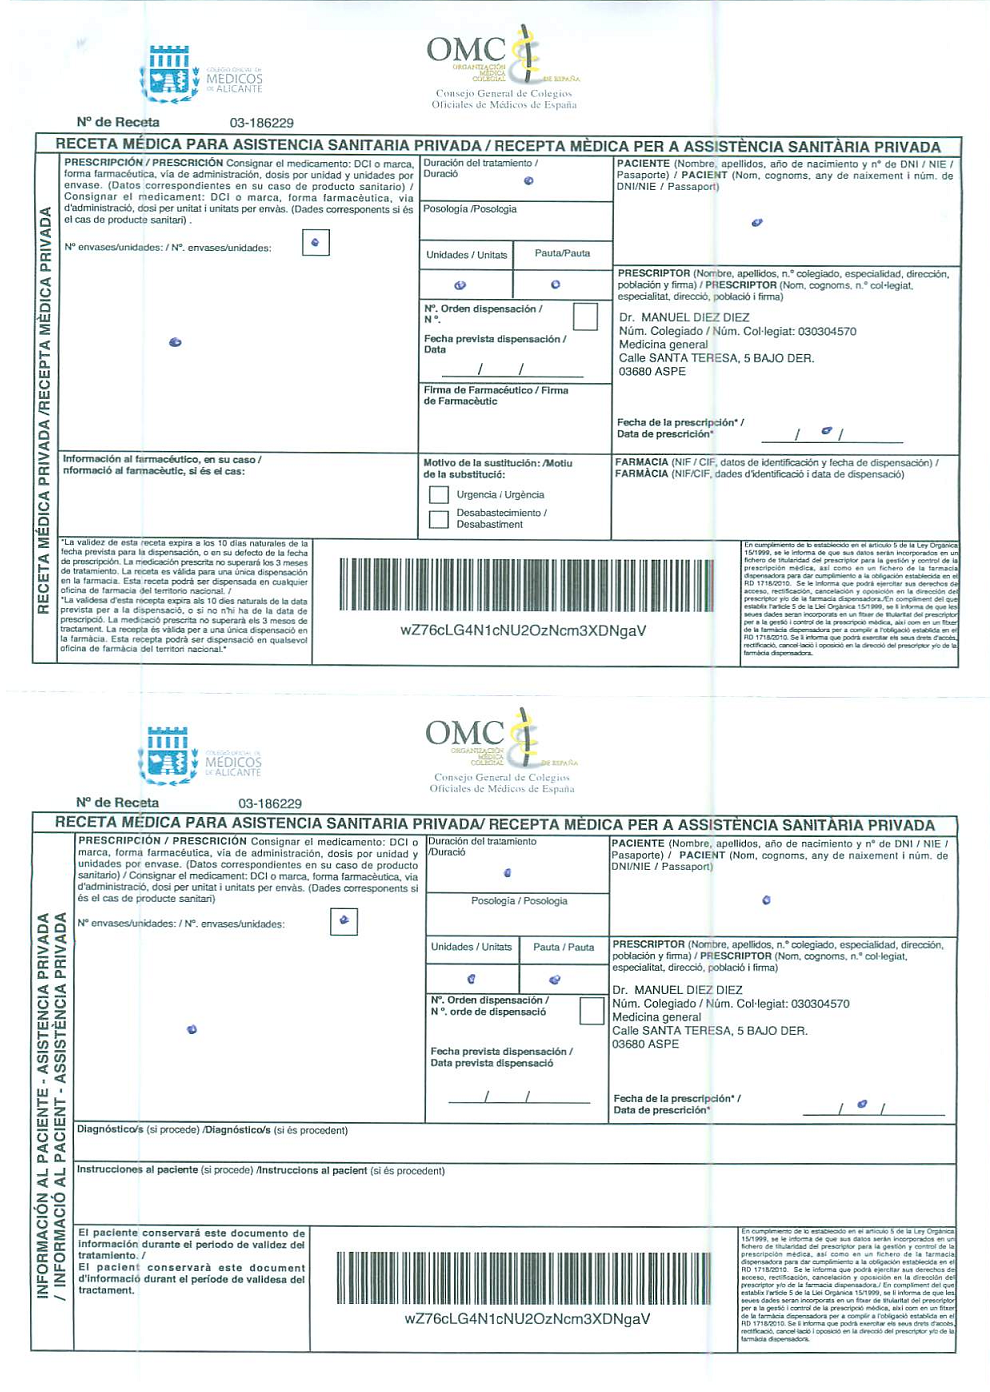 COLEGIO OFICIAL DE
MÉDICOS
DE ALICANTE
OMC
ORGANIZACIÓN
MÉDICA
COLEGIAL
DE ESPAÑA
Consejo General de Colegios
Oficiales de Médicos de España
Nº de Receta 03-186229
RECETA MÉDICA PARA ASISTENCIA SANITARIA PRIVADA / RECEPTA MÈDICA PER A ASSISTÈNCIA SANITÀRIA PRIVADA
RECETA MÉDICA PRIVADA /RECEPTA MÈDICA PRIVADA
PRESCRIPCIÓN / PRESCRICIÓN Consignar el medicamento: DCI o marca,
forma farmacéutica, vía de administración, dosis por unidad y unidades por
envase. (Datos correspondientes en su caso de producto sanitario) /
Consignar el medicament: DCI o marca, forma farmacèutica, via
d'administració, dosi per unitat i unitats per envàs. (Dades corresponents si és
el cas de producte sanitari) .
Nº envases/unidades: / Nº. envases/unidades:
Duración del tratamiento /
Duració
Posología /Posologia
Unidades / Unitats
Pauta/Pauta
Nº. Orden dispensación /
N º.
Fecha prevista dispensación /
Data
/ /
Firma de Farmacéutico / Firma
de Farmacèutic
PACIENTE (Nombre, apellidos, año de nacimiento y nº de DNI / NIE /
Pasaporte) / PACIENT (Nom, cognoms, any de naixement i núm. de
DNI/NIE / Passaport)
PRESCRIPTOR (Nombre, apellidos, n.º colegiado, especialidad, dirección,
población y firma) / PRESCRIPTOR (Nom, cognoms, n.º col·legiat,
especialitat, direcció, població i firma)
Dr. MANUEL DIEZ DIEZ
Núm. Colegiado / Núm. Col·legiat: 030304570
Medicina general
Calle SANTA TERESA, 5 BAJO DER.
03680 ASPE
Fecha de la prescripción* /
Data de prescrición*
/ /
Información al farmacéutico, en su caso /
nformació al farmacèutic, si és el cas:
Motivo de la sustitución: /Motiu
de la substitució:
Urgencia / Urgència
Desabastecimiento /
Desabastiment
FARMACIA (NIF / CIF, datos de identificación y fecha de dispensación) /
FARMÀCIA (NIF/CIF, dades d'identificació i data de dispensació)
*La validez de esta receta expira a los 10 días naturales de la
fecha prevista para la dispensación, o en su defecto de la fecha
de prescripción. La medicación prescrita no superará los 3 meses
de tratamiento. La receta es válida para una única dispensación
en la farmacia. Esta receta podrá ser dispensada en cualquier
oficina de farmacia del territorio nacional. /
*La validesa d'esta recepta expira als 10 dies naturales de la data
prevista per a la dispensació, o si no n'hi ha de la data de
prescripció. La medicació prescrita no superarà els 3 mesos de
tractament. La recepta és vàlida per a una única dispensació en
la farmàcia. Esta recepta podrà ser dispensació en qualsevol
oficina de farmàcia del territori nacional.*
wZ76cLG4N1cNU2OzNcm3XDNgaV
En cumplimiento de lo establecido en el artículo 5 de la Ley Orgánica
15/1999, se le informa de que sus datos serán incorporados en un
fichero de titularidad del prescriptor para la gestión y control de la
prescripción médica, así como en un fichero de la farmacia
dispensadora para dar cumplimiento a la obligación establecida en el
RD 1718/2010. Se le informa que podrá ejercitar sus derechos de
acceso, rectificación, cancelación y oposición en la dirección del
prescriptor y/o de la farmacia dispensadora./En compliment del que
establix l'article 5 de la Llei Orgànica 15/1999, se li informa de que les
seues dades seran incorporats en un fitxer de titularitat del prescriptor
per a la gestió i control de la prescripció mèdica, així com en un fitxer
de la farmàcia dispensadora per a complir a l'obligació establida en el
RD 1718/2010. Se li informa que podrà exercitar els seus drets d'accés,
rectificació, cancel·lació i oposició en la direcció del prescriptor y/o de la
farmàcia dispensadora.
COLEGIO OFICIAL DE
MÉDICOS
DE ALICANTE
OMC
ORGANIZACIÓN
MÉDICA
COLEGIAL
DE ESPAÑA
Consejo General de Colegios
Oficiales de Médicos de España
Nº de Receta 03-186229
RECETA MÉDICA PARA ASISTENCIA SANITARIA PRIVADA/ RECEPTA MÈDICA PER A ASSISTÈNCIA SANITÀRIA PRIVADA
INFORMACIÓN AL PACIENTE - ASISTENCIA PRIVADA
/ INFORMACIÓ AL PACIENT - ASSISTÈNCIA PRIVADA
PRESCRIPCIÓN / PRESCRICIÓN Consignar el medicamento: DCI o
marca, forma farmacéutica, vía de administración, dosis por unidad y
unidades por envase. (Datos correspondientes en su caso de producto
sanitario) / Consignar el medicament: DCI o marca, forma farmacèutica, via
d'administració, dosi per unitat i unitats per envàs. (Dades corresponents si
és el cas de producte sanitari)
Nº envases/unidades: / Nº. envases/unidades:
Duración del tratamiento
/Duració
Posología / Posologia
Unidades / Unitats
Pauta / Pauta
Nº. Orden dispensación /
N º. orde de dispensació
Fecha prevista dispensación /
Data prevista dispensació
/ /
PACIENTE (Nombre, apellidos, año de nacimiento y nº de DNI / NIE /
Pasaporte) / PACIENT (Nom, cognoms, any de naixement i núm. de
DNI/NIE / Passaport)
PRESCRIPTOR (Nombre, apellidos, n.º colegiado, especialidad, dirección,
población y firma) / PRESCRIPTOR (Nom, cognoms, n.º col·legiat,
especialitat, direcció, població i firma)
Dr. MANUEL DIEZ DIEZ
Núm. Colegiado / Núm. Col·legiat: 030304570
Medicina general
Calle SANTA TERESA, 5 BAJO DER.
03680 ASPE
Fecha de la prescripción* /
Data de prescrición*
/ /
Diagnóstico/s (si procede) /Diagnóstico/s (si és procedent)
Instrucciones al paciente (si procede) /Instruccions al pacient (si és procedent)
El paciente conservará este documento de
información durante el periodo de validez del
tratamiento. /
El pacient conservarà este document
d'informació durant el període de validesa del
tractament.
wZ76cLG4N1cNU2OzNcm3XDNgaV
En cumplimiento de lo establecido en el artículo 5 de la Ley Orgánica
15/1999, se le informa de que sus datos serán incorporados en un
fichero de titularidad del prescriptor para la gestión y control de la
prescripción médica, así como en un fichero de la farmacia
dispensadora para dar cumplimiento a la obligación establecida en el
RD 1718/2010. Se le informa que podrá ejercitar sus derechos de
acceso, rectificación, cancelación y oposición en la dirección del
prescriptor y/o de la farmacia dispensadora./ En compliment del que
establix l'article 5 de la Llei Orgànica 15/1999, se li informa de que les
seues dades seran incorporats en un fitxer de titularitat del prescriptor
per a la gestió i control de la prescripció mèdica, així com en un fitxer
de la farmàcia dispensadora per a complir a l'obligació establida en el
RD 1718/2010. Se li informa que podrà exercitar els seus drets d'accés,
rectificació, cancel·lació i oposició en la direcció del prescriptor y/o de la
farmàcia dispensadora.